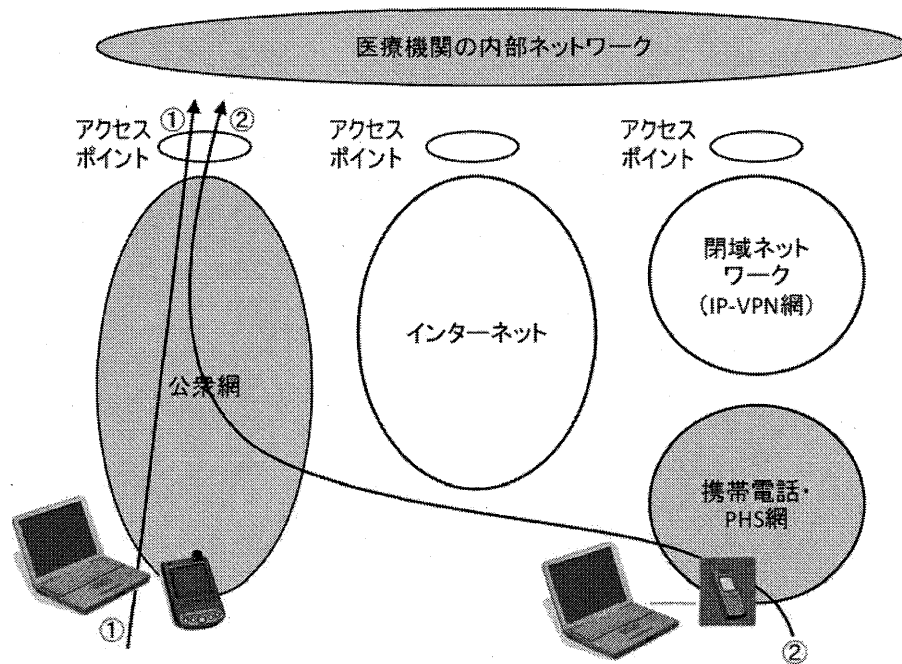 医療機関の内部ネットワーク
① ②
アクセス
ポイント
アクセス
ポイント
アクセス
ポイント
閉域ネット
ワーク
(IP-VPN網)
インターネット
公衆網
携帯電話・
PHS網
①
②